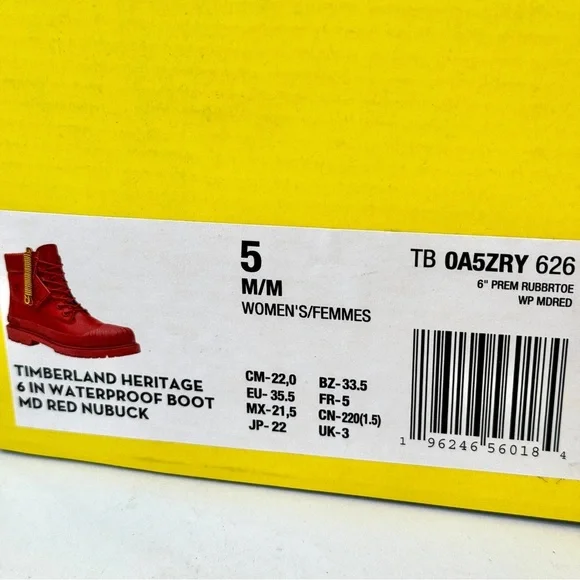 5
M/M
WOMEN'S/FEMMES
TB 0A5ZRY 626
6" PREM RUBBRTOE
WP MDRED
TIMBERLAND HERITAGE
6 IN WATERPROOF BOOT
MD RED NUBUCK
CM-22,0 BZ-33.5
EU- 35.5 FR-5
MX-21,5 CN-220(1.5)
JP- 22 UK-3
1 96246 56018 4